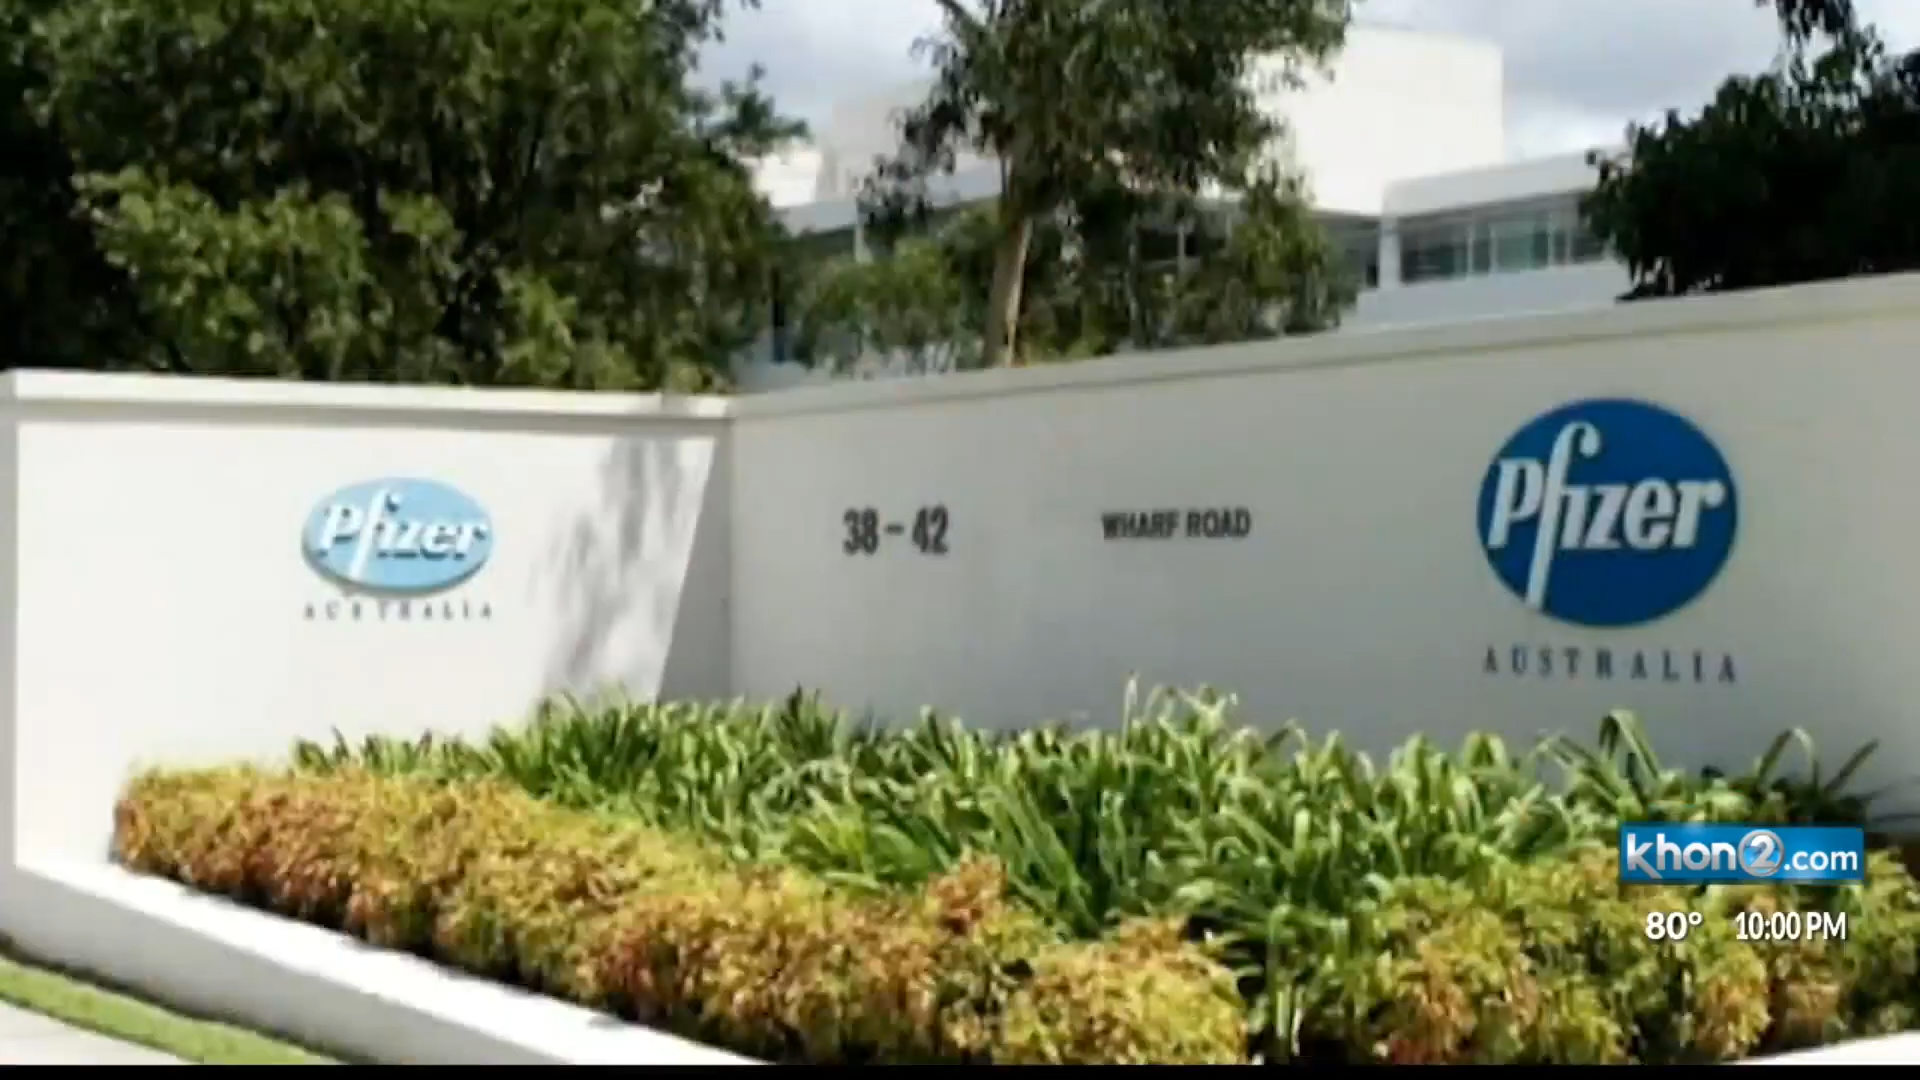 Pfizer
AUSTRALIA
38-42
WHARF ROAD
Pfizer
AUSTRALIA
khon2.com
80° 10:00 PM